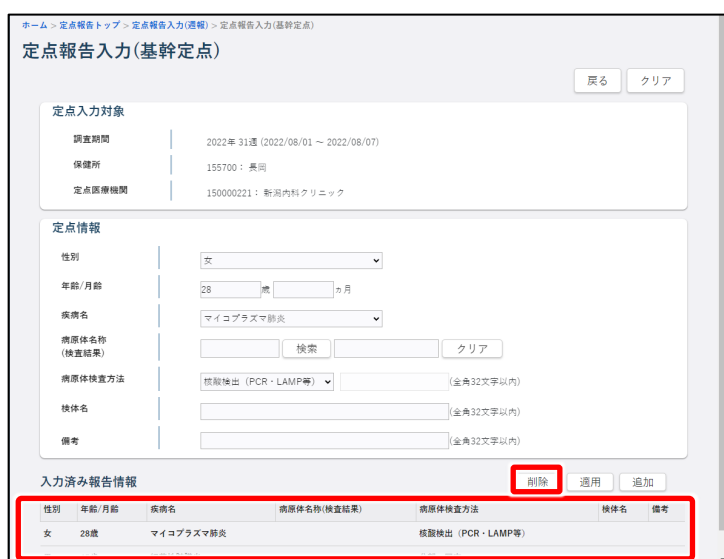 ホーム > 定点報告トップ > 定点報告入力(週報) > 定点報告入力(基幹定点)
定点報告入力(基幹定点)
戻る クリア
定点入力対象
調査期間 2022年 31週 (2022/08/01 ～ 2022/08/07)
保健所 155700： 長岡
定点医療機関 150000221： 新潟内科クリニック
定点情報
性別 女
年齢/月齢 28 歳 ヵ月
疾病名 マイコプラズマ肺炎
病原体名称
(検査結果) 検索 クリア
病原体検査方法 核酸検出（PCR・LAMP等） (全角32文字以内)
検体名 (全角32文字以内)
備考 (全角32文字以内)
入力済み報告情報 削除 適用 追加
性別 年齢/月齢 疾病名 病原体名称(検査結果) 病原体検査方法 検体名 備考
女 28歳 マイコプラズマ肺炎 核酸検出（PCR・LAMP等）